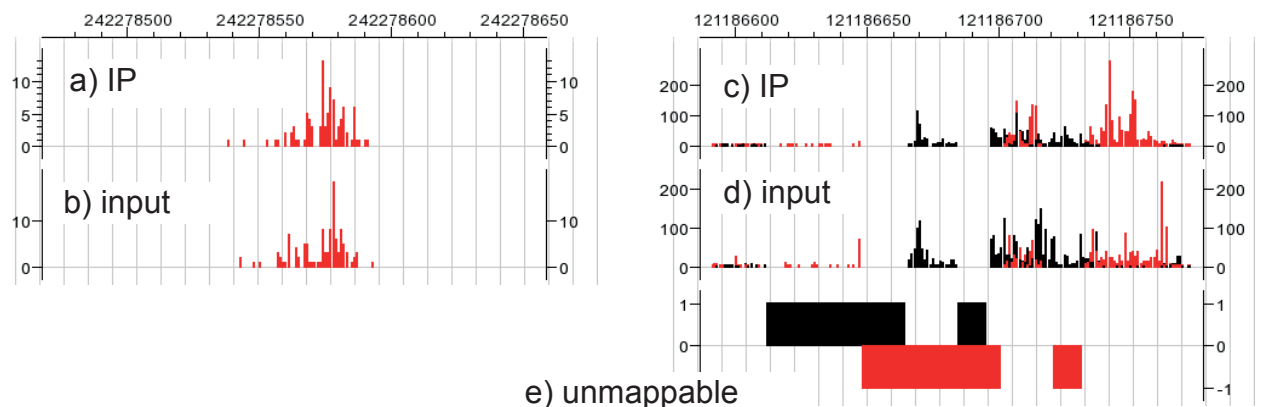 242278500 242278550 242278600 242278650
a) IP
10 5 0 10 5 0
b) input
10 0 10 0
121186600 121186650 121186700 121186750
c) IP
200 100 0 200 100 0
d) input
200 100 0 200 100 0
1 0 1 0 -1
e) unmappable